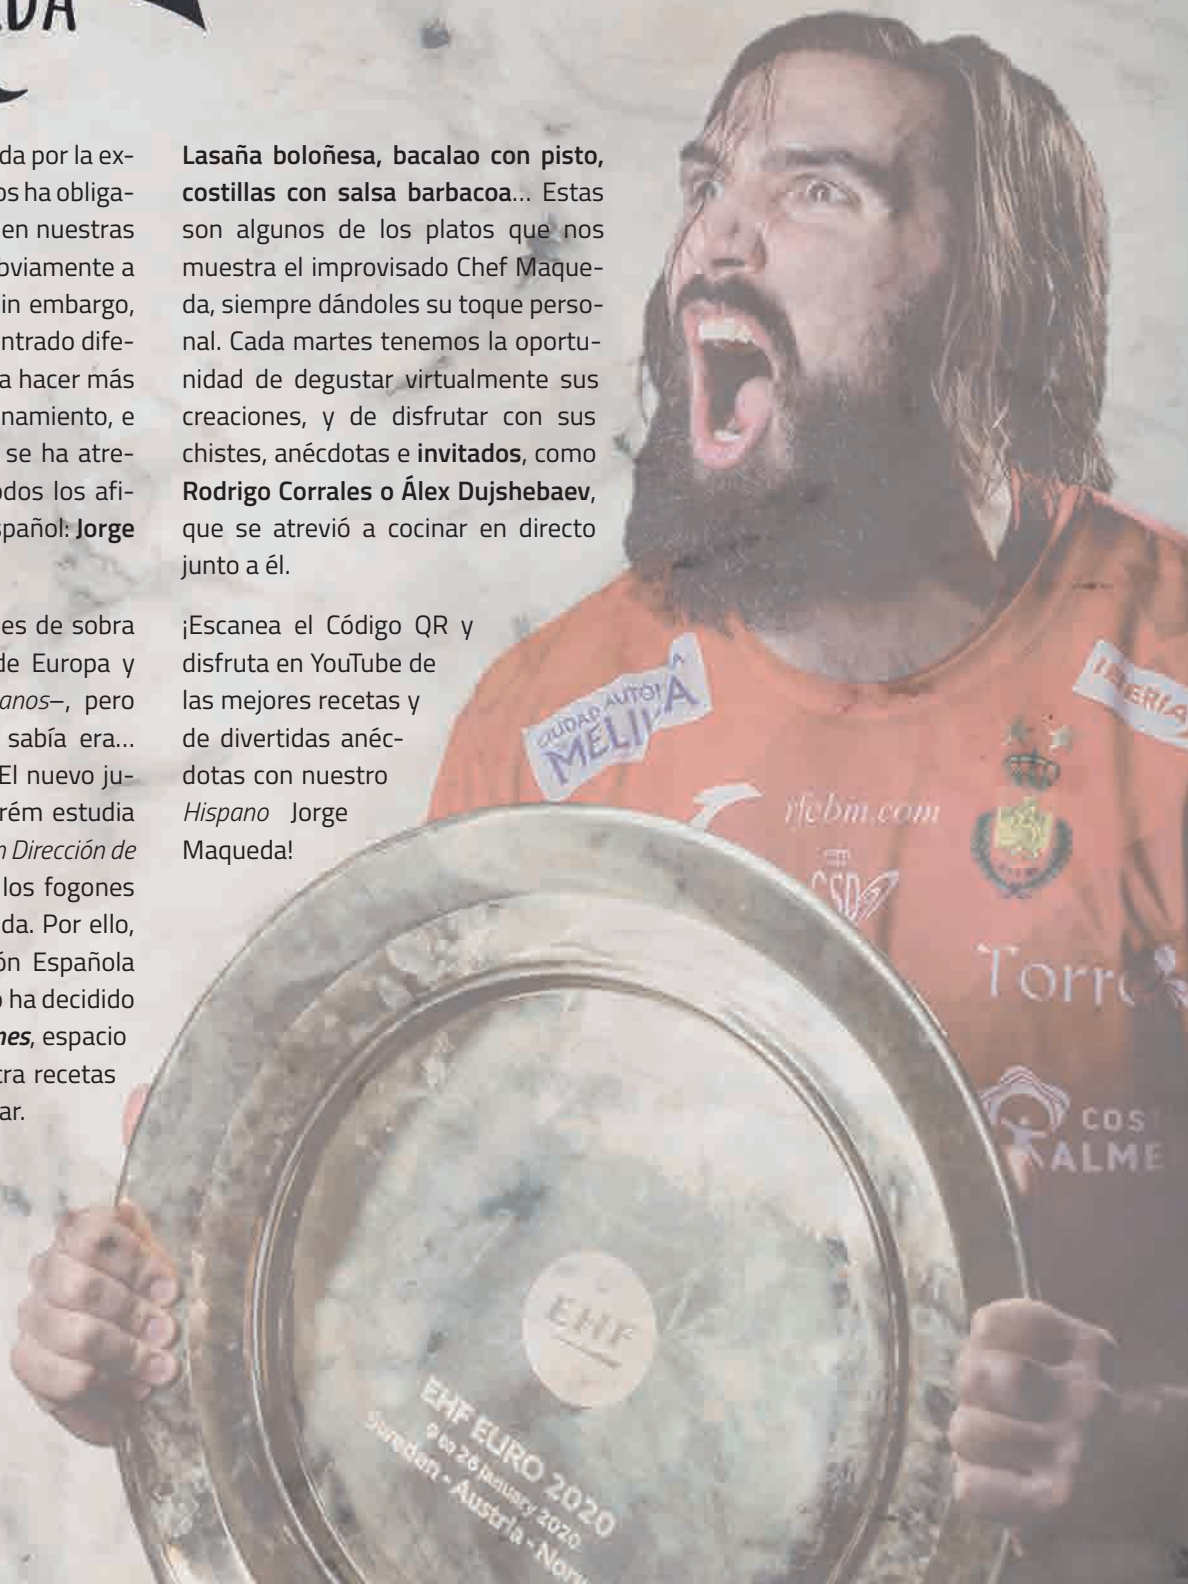 da por la ex-
os ha obliga-
en nuestras
bviamente a
in embargo,
ntrado dife-
a hacer más
namiento, e
se ha atre-
odos los afi-
spañol: Jorge
es de sobra
de Europa y
anos–, pero
sabía era...
El nuevo ju-
rém estudia
n Dirección de
los fogones
da. Por ello,
ón Española
o ha decidido
nes, espacio
tra recetas
ar.
Lasaña boloñesa, bacalao con pisto,
costillas con salsa barbacoa... Estas
son algunos de los platos que nos
muestra el improvisado Chef Maque-
da, siempre dándoles su toque perso-
nal. Cada martes tenemos la oportu-
nidad de degustar virtualmente sus
creaciones, y de disfrutar con sus
chistes, anécdotas e invitados, como
Rodrigo Corrales o Álex Dujshebaev,
que se atrevió a cocinar en directo
junto a él.
¡Escanea el Código QR y
disfruta en YouTube de
las mejores recetas y
de divertidas anéc-
dotas con nuestro
Hispano Jorge
Maqueda!
CIUDAD AUTÓ
MELI
IBERIA
rfebm.com
CSD
Torre
COS
ALME
EHF
EHF EURO 2020
9 to 26 January 2020
Sweden - Austria - Norw